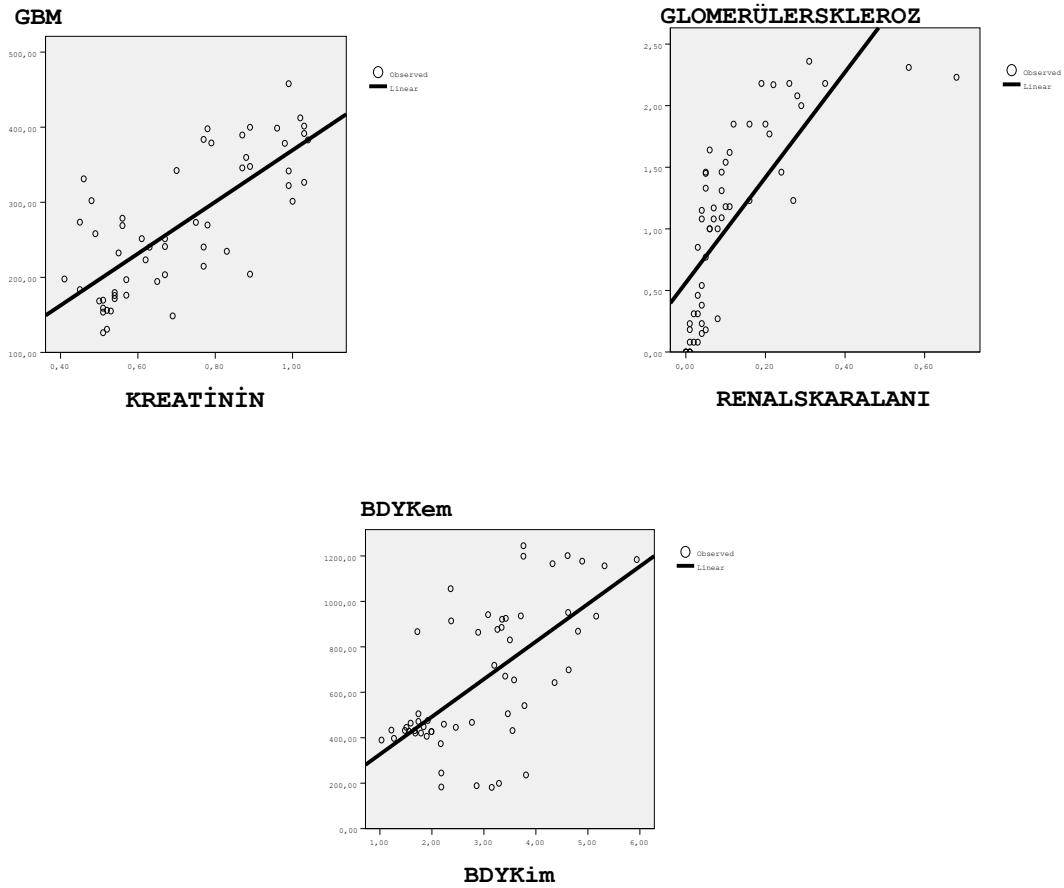 GBM
500,00
400,00
300,00
200,00
100,00
0,40
0,60
0,80
1,00
KREATİNİN
Observed
Linear
GLOMERÜLERSKLEROZ
2,50
2,00
1,50
1,00
0,50
0,00
0,00
0,20
0,40
0,60
RENALSKARALANI
Observed
Linear
BDYKem
1200,00
1000,00
800,00
600,00
400,00
200,00
0,00
1,00
2,00
3,00
4,00
5,00
6,00
BDYKim
Observed
Linear